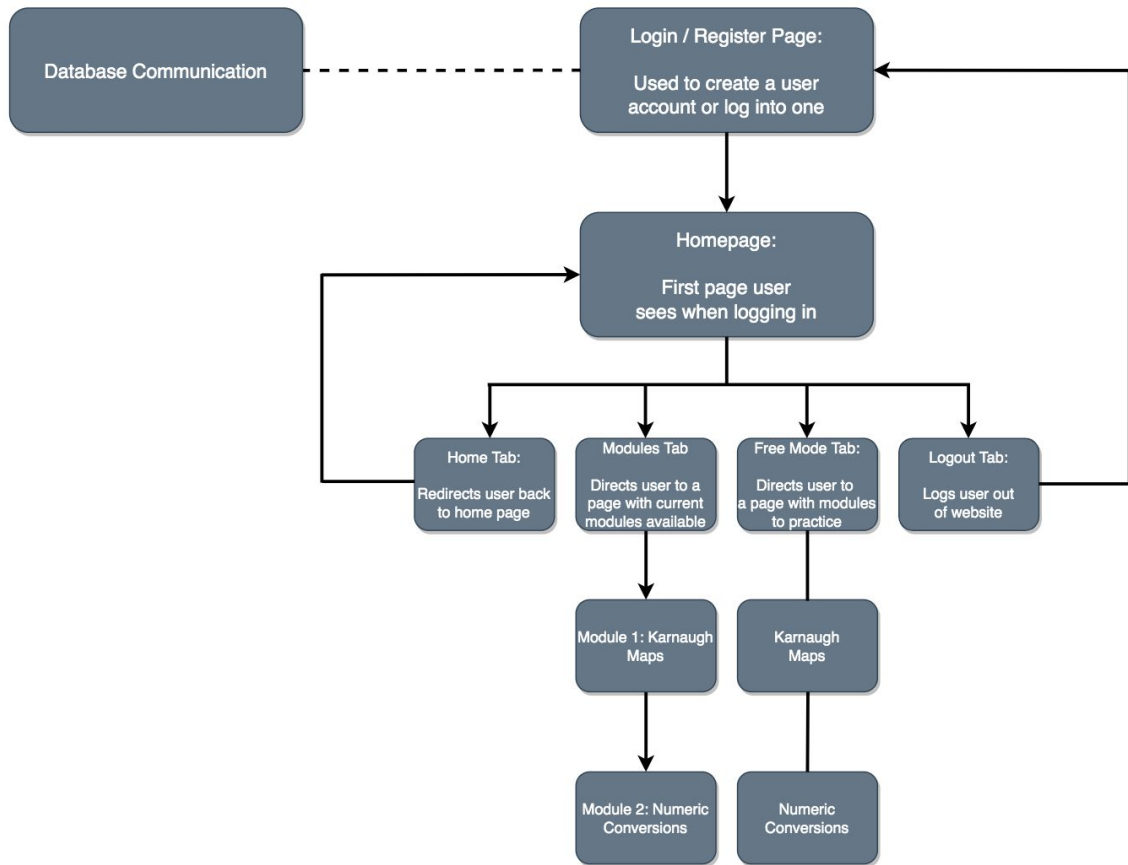 Database Communication
Login / Register Page:
Used to create a user
account or log into one
Homepage:
First page user
sees when logging in
Home Tab:
Redirects user back
to home page
Modules Tab
Directs user to a
page with current
modules available
Free Mode Tab:
Directs user to
a page with modules
to practice
Logout Tab:
Logs user out
of website
Module 1: Karnaugh
Maps
Karnaugh
Maps
Module 2: Numeric
Conversions
Numeric
Conversions